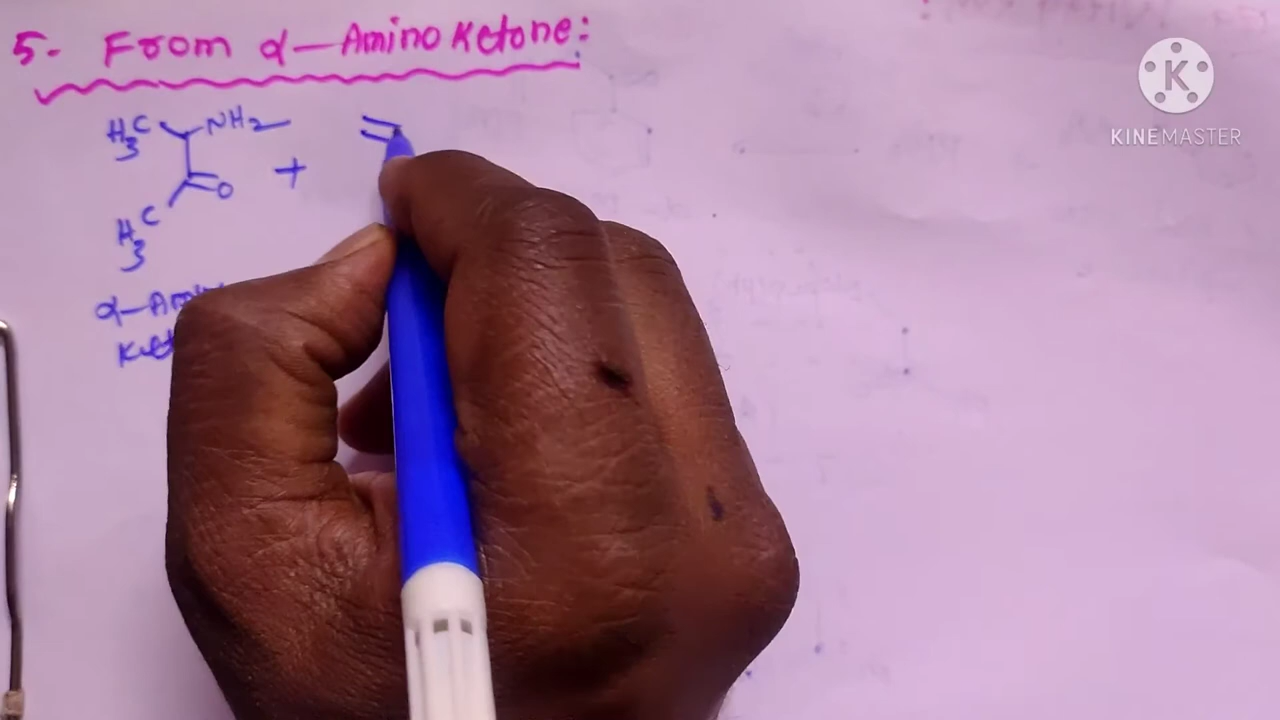 5. From α-Amino Ketone:
H3C NH2
+
O
H3C
α-
K
KINEMASTER